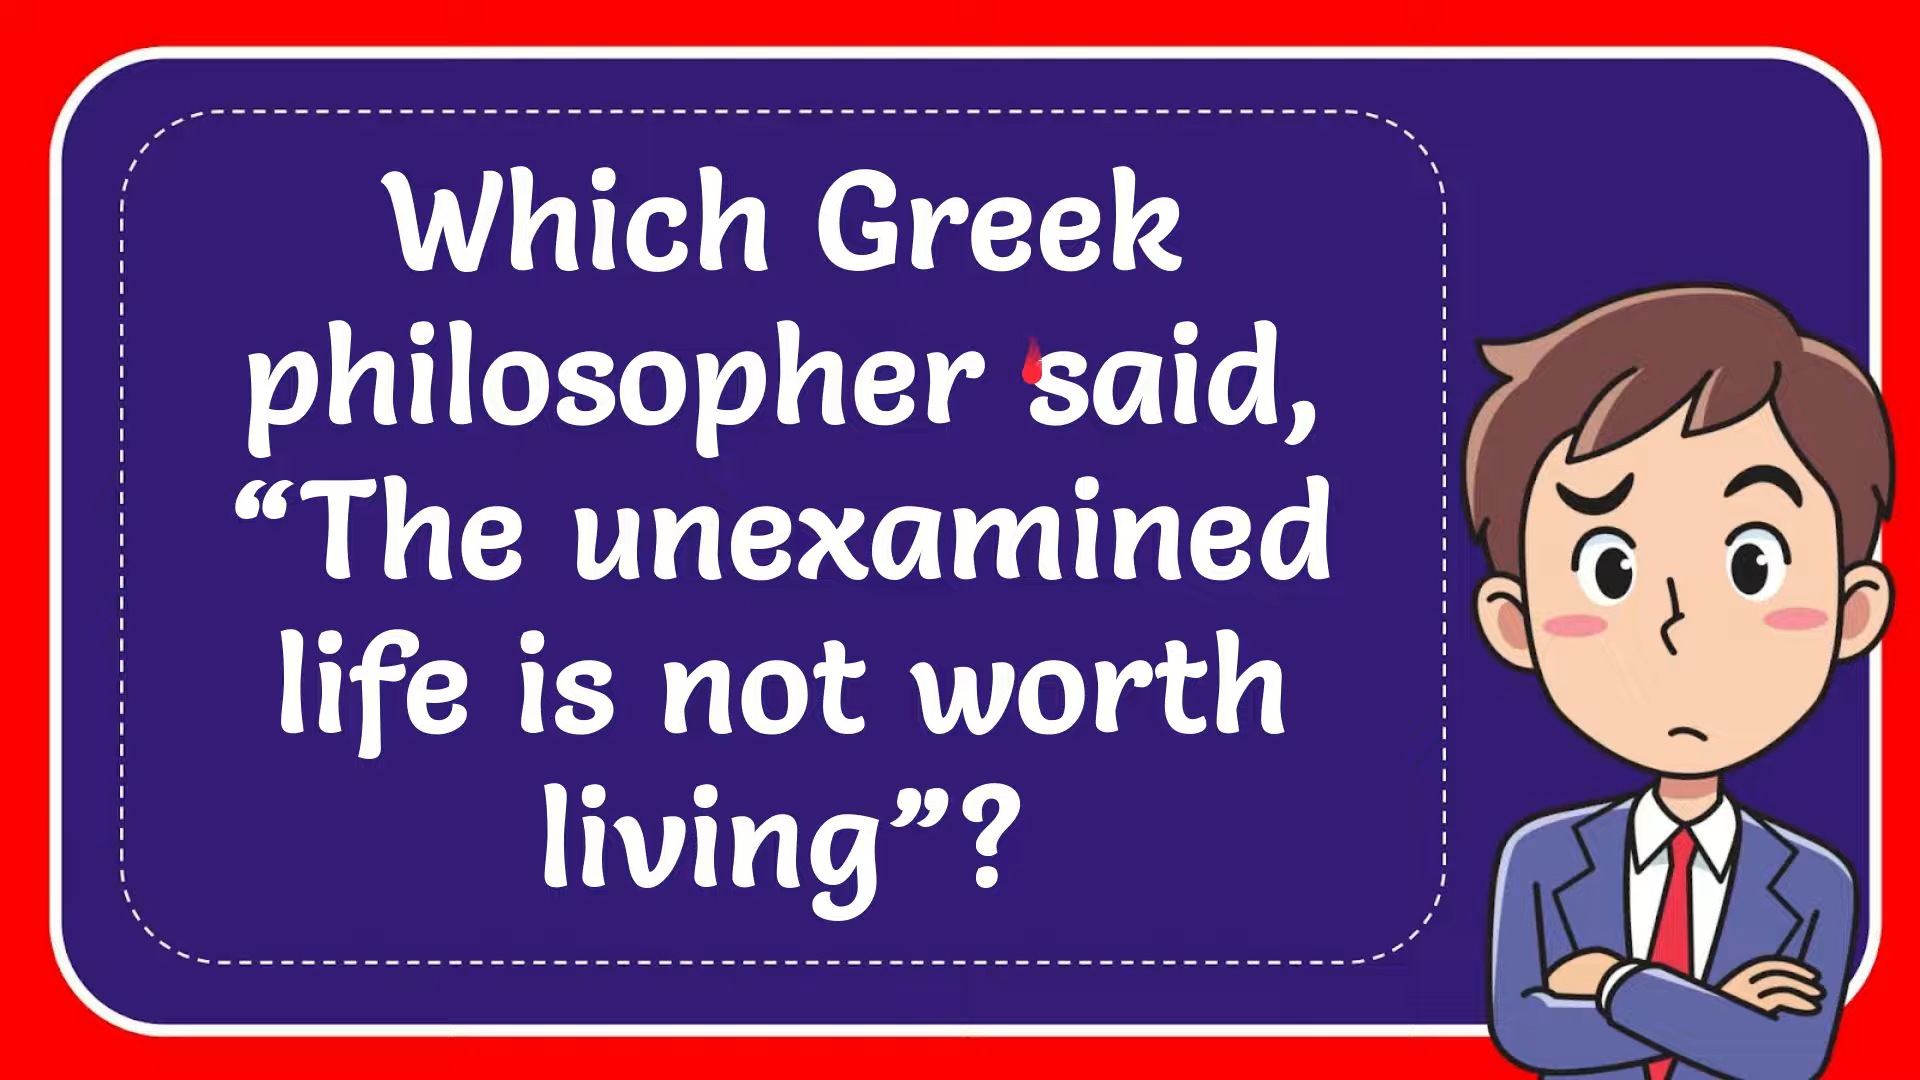 Which Greek
philosopher said,
“The unexamined
life is not worth
living”?